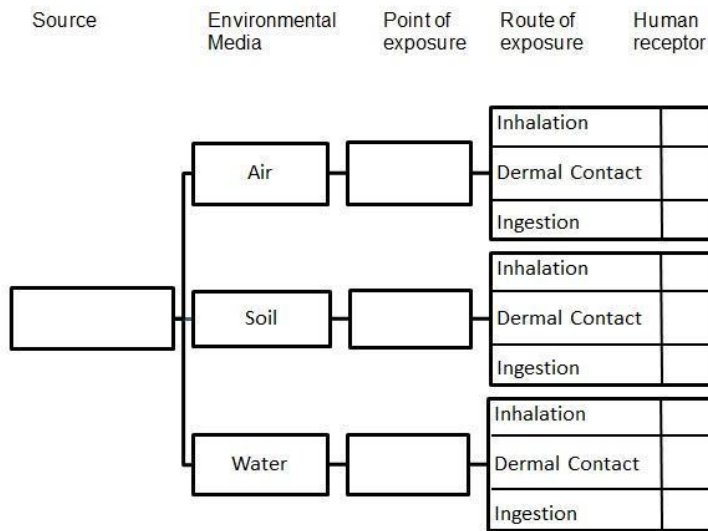 Source
Environmental
Media
Point of
exposure
Route of
exposure
Human
receptor
Air
Inhalation
Dermal Contact
Ingestion
Soil
Inhalation
Dermal Contact
Ingestion
Water
Inhalation
Dermal Contact
Ingestion